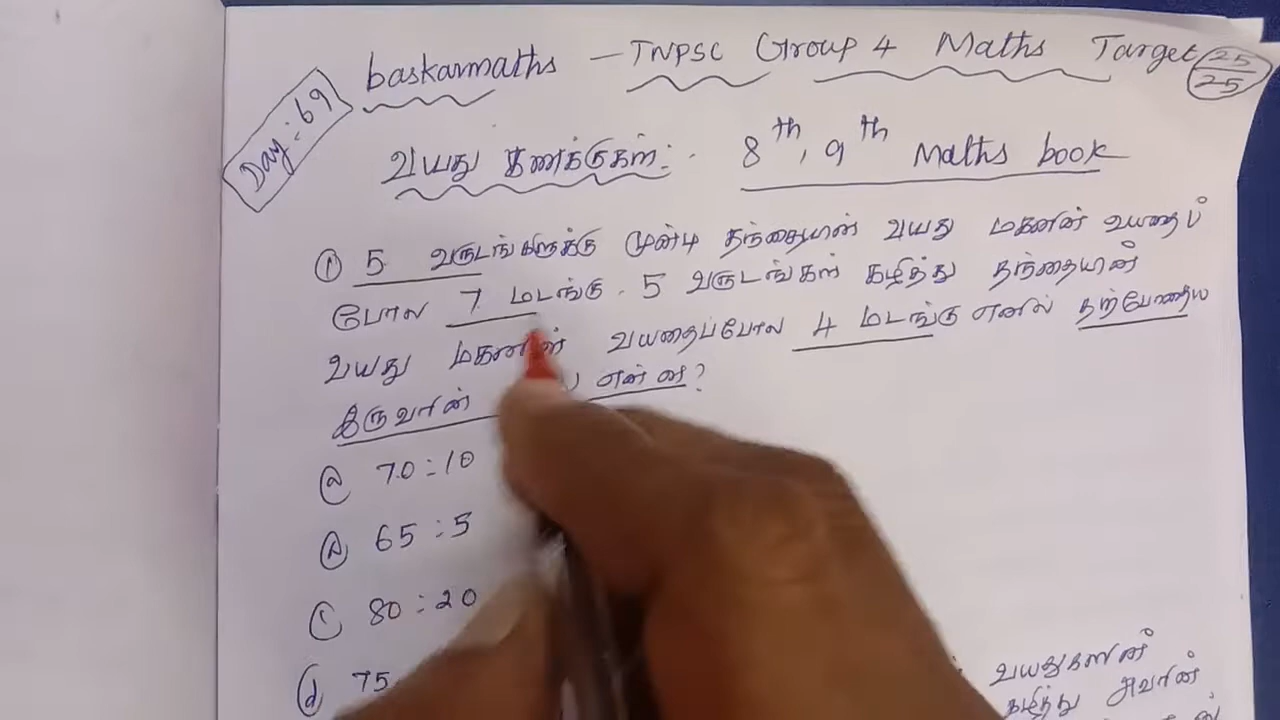 baskarmaths – TNPSC Group 4 Maths Target 25/25
Day: 69
வயது கணக்குகள்: 8th, 9th Maths book
① 5 வருடங்களுக்கு முன்பு தந்தையின் வயது மகனின் வயதைப்
போல 7 மடங்கு. 5 வருடங்கள் கழித்து தந்தையின்
வயது மகனின் வயதைப்போல 4 மடங்கு எனில் தற்போதைய
இருவரின் என்ன?
ⓐ 70:10
ⓑ 65:5
ⓒ 80:20
ⓓ 75
வயதுகளின்
கழித்து அவரின்